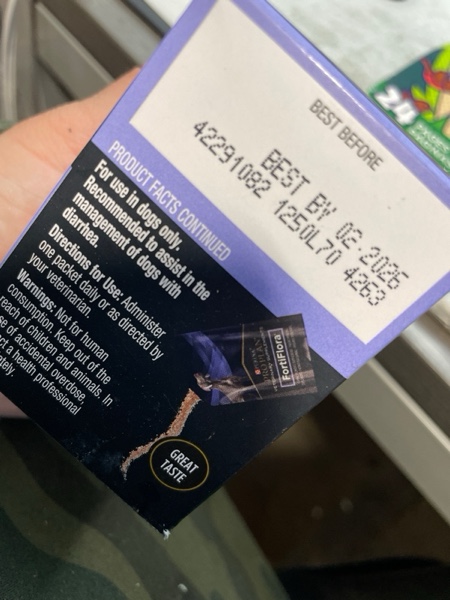 BEST BEFORE
BEST BY 02 2026
42291082 1250L70 4263
PRODUCT FACTS CONTINUED
For use in dogs only.
Recommended to assist in the
management of dogs with
diarrhea.
Directions for Use: Administer
one packet daily or as directed by
your veterinarian.
Warnings: Not for human
consumption. Keep out of the
reach of children and animals. In
of accidental overdose
a health professional
FortiFlora
GREAT
TASTE
24